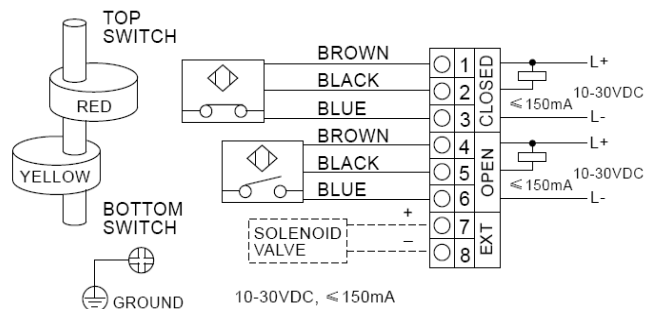 TOP
SWITCH
RED
YELLOW
BOTTOM
SWITCH
GROUND
BROWN
BLACK
BLUE
BROWN
BLACK
BLUE
+
SOLENOID
VALVE
–
1
2
3
4
5
6
7
8
CLOSED
OPEN
EXT
L+
10-30VDC
≤150mA
L-
L+
10-30VDC
≤150mA
L-
10-30VDC, ≤150mA